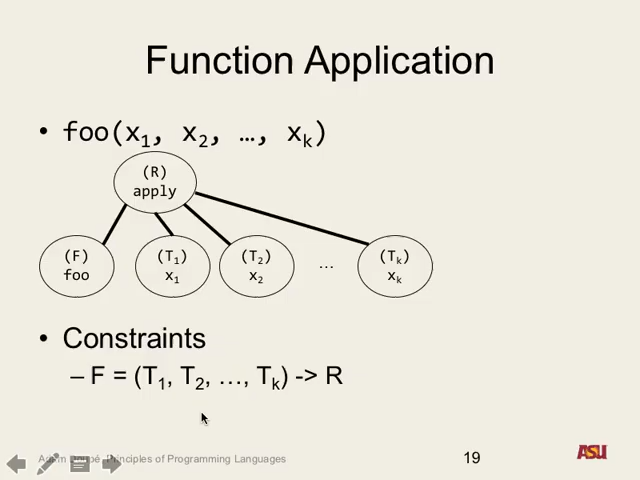 Function Application
• foo(x₁, x₂, …, xₖ)
(R)
apply
(F) (T₁) (T₂) … (Tₖ)
foo x₁ x₂ xₖ
• Constraints
– F = (T₁, T₂, …, Tₖ) -> R
Adam Doupé, Principles of Programming Languages 19 ASU